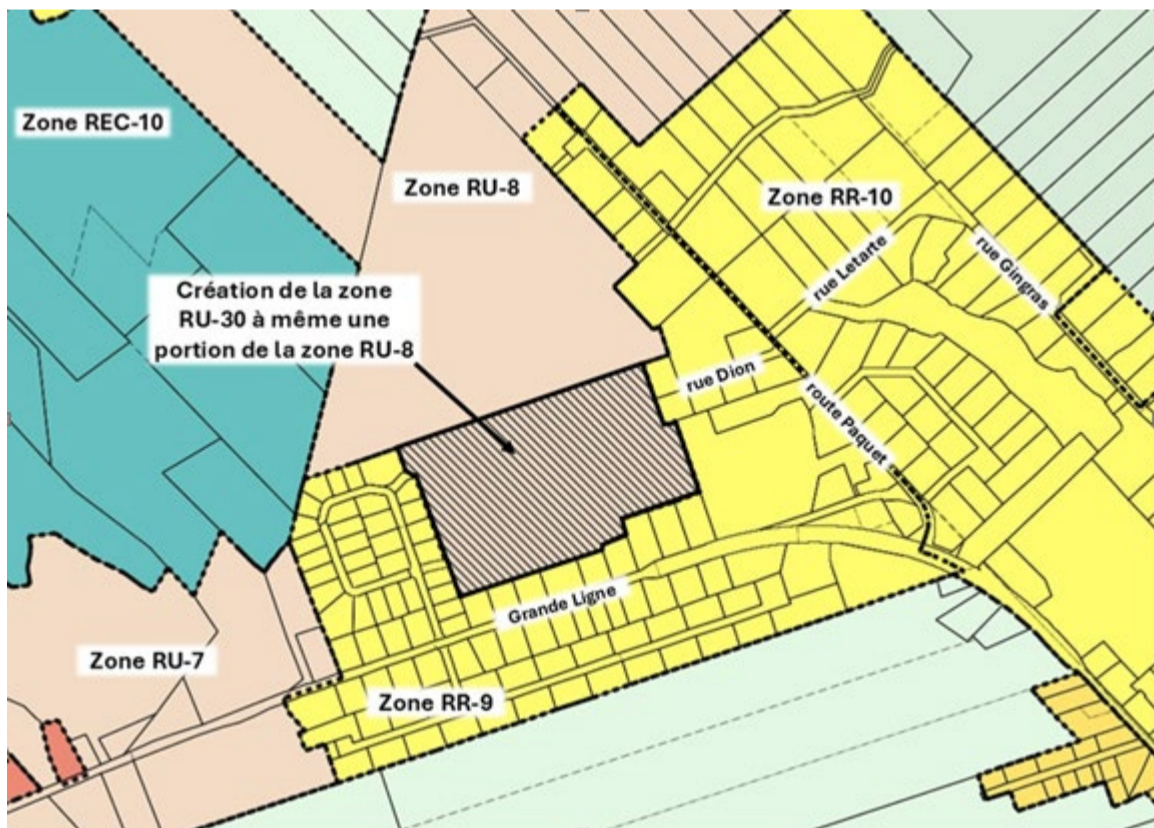 Zone REC-10
Zone RU-8
Zone RR-10
rue Letarte
rue Gingras
Création de la zone
RU-30 à même une
portion de la zone RU-8
rue Dion
route Paquet
Grande Ligne
Zone RU-7
Zone RR-9